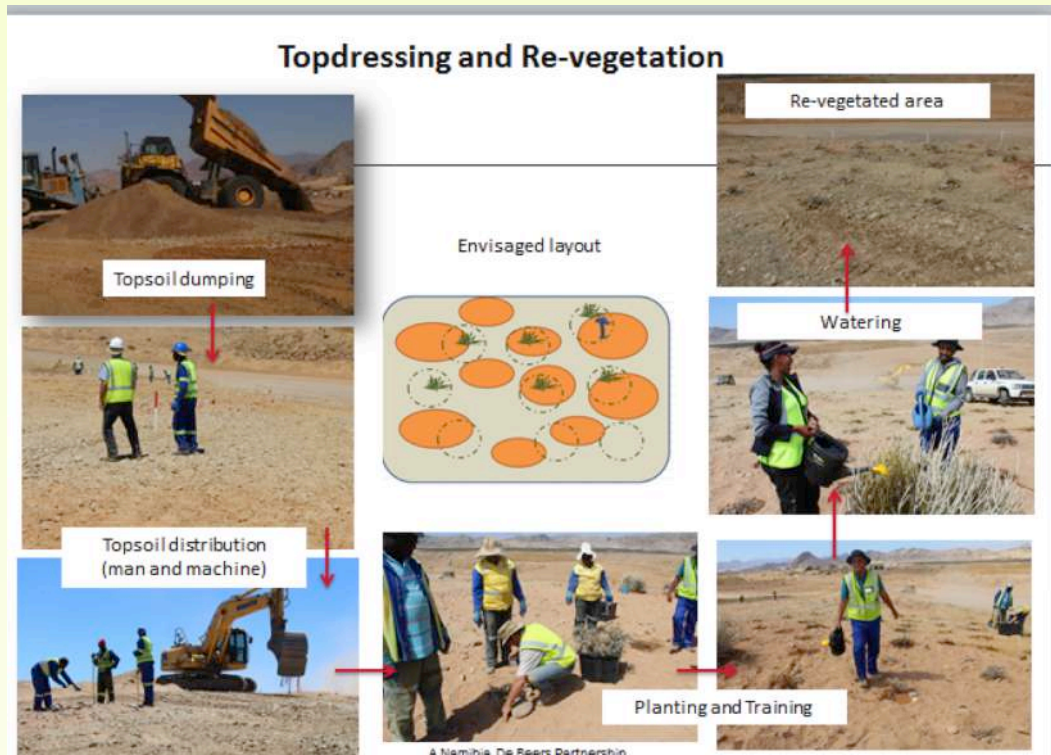 Topdressing and Re-vegetation
Topsoil dumping
Topsoil distribution
(man and machine)
Envisaged layout
Planting and Training
Watering
Re-vegetated area
A Namibia De Beers Partnership